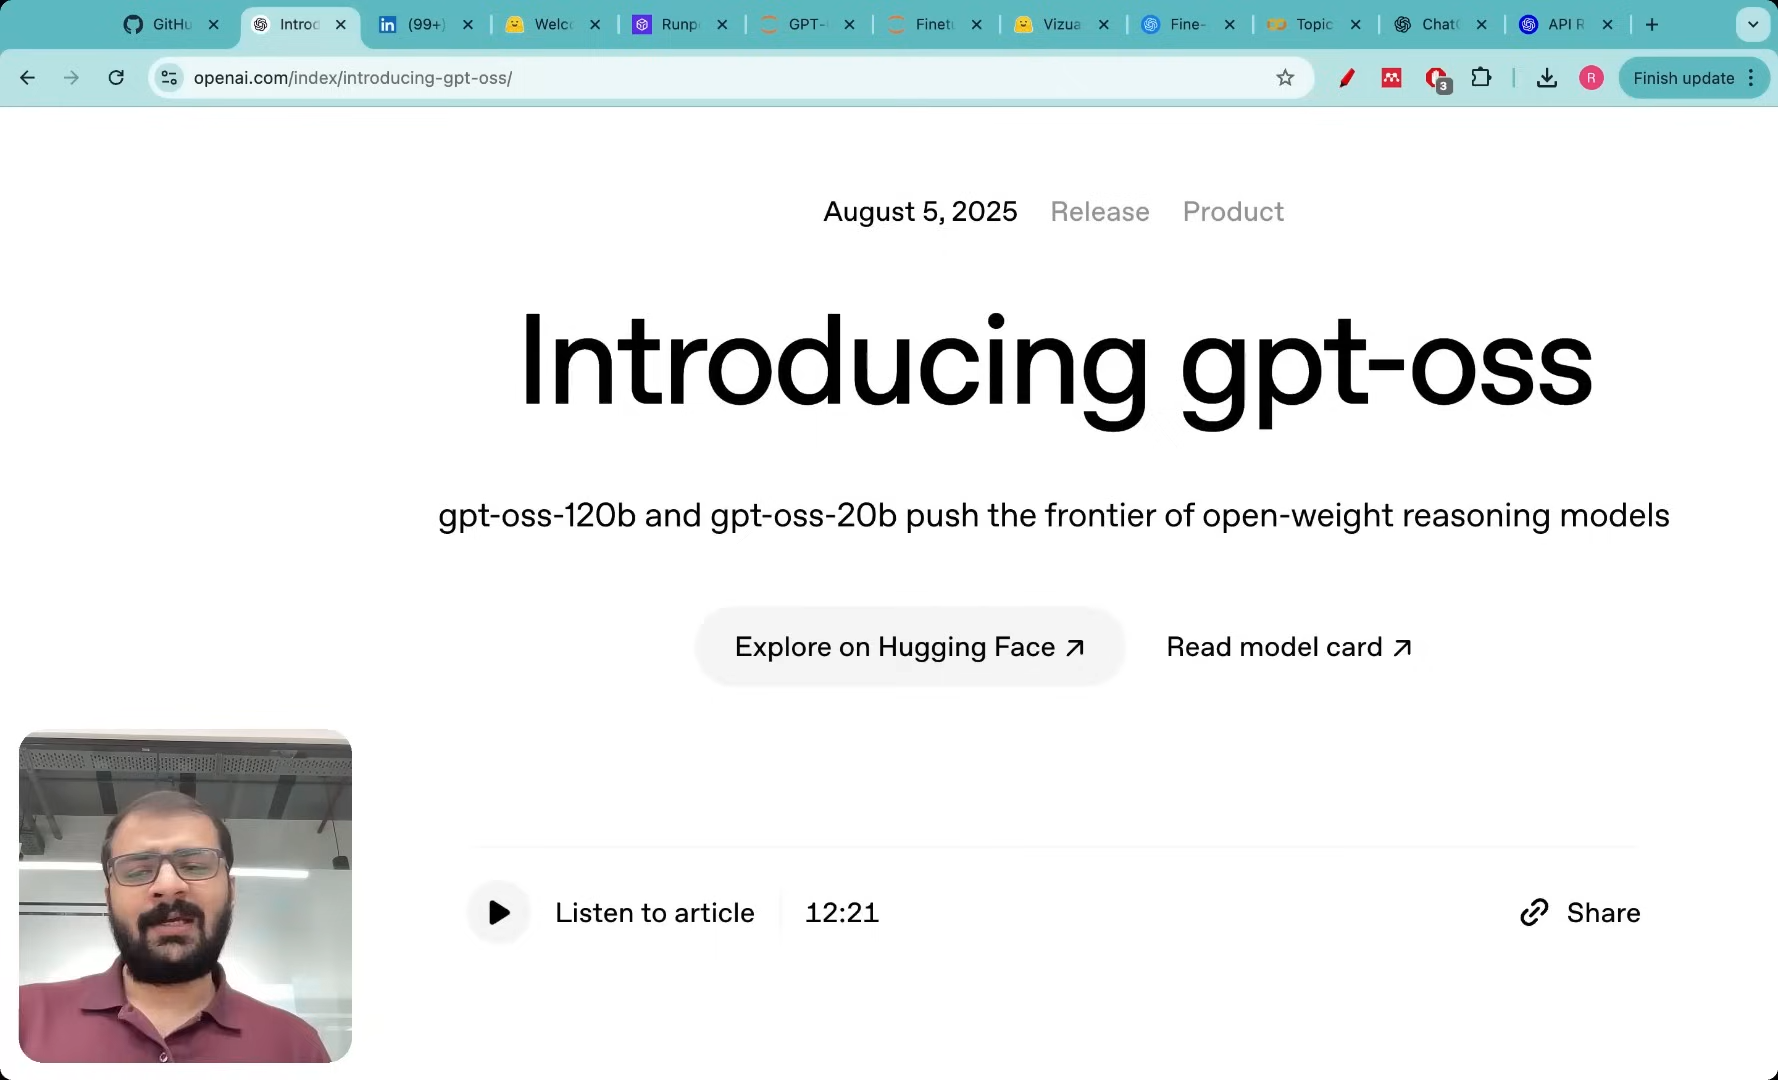 GitHu
Introd
(99+)
Welc
Runp
GPT-
Finet
Vizua
Fine-
Topic
Chat
API R
openai.com/index/introducing-gpt-oss/
3
R
Finish update
August 5, 2025 Release Product
Introducing gpt-oss
gpt-oss-120b and gpt-oss-20b push the frontier of open-weight reasoning models
Explore on Hugging Face ↗ Read model card ↗
Listen to article 12:21 Share